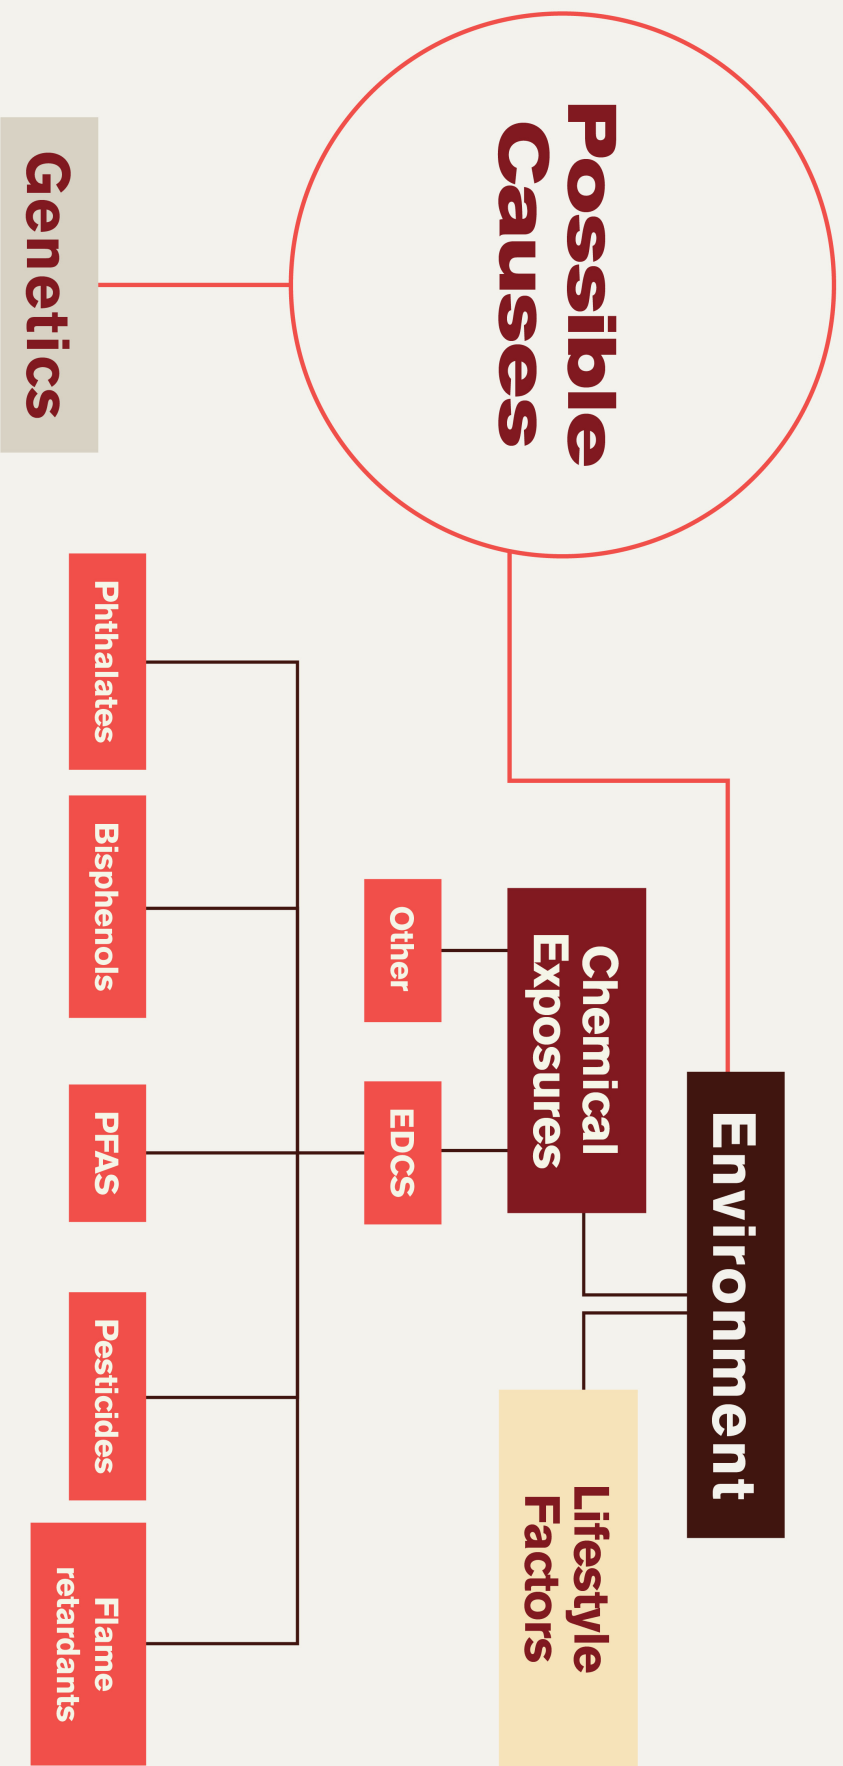 Possible
Causes
Genetics
Environment
Chemical
Exposures
Lifestyle
Factors
Other
EDCS
Phthalates
Bisphenols
PFAS
Pesticides
Flame
retardants